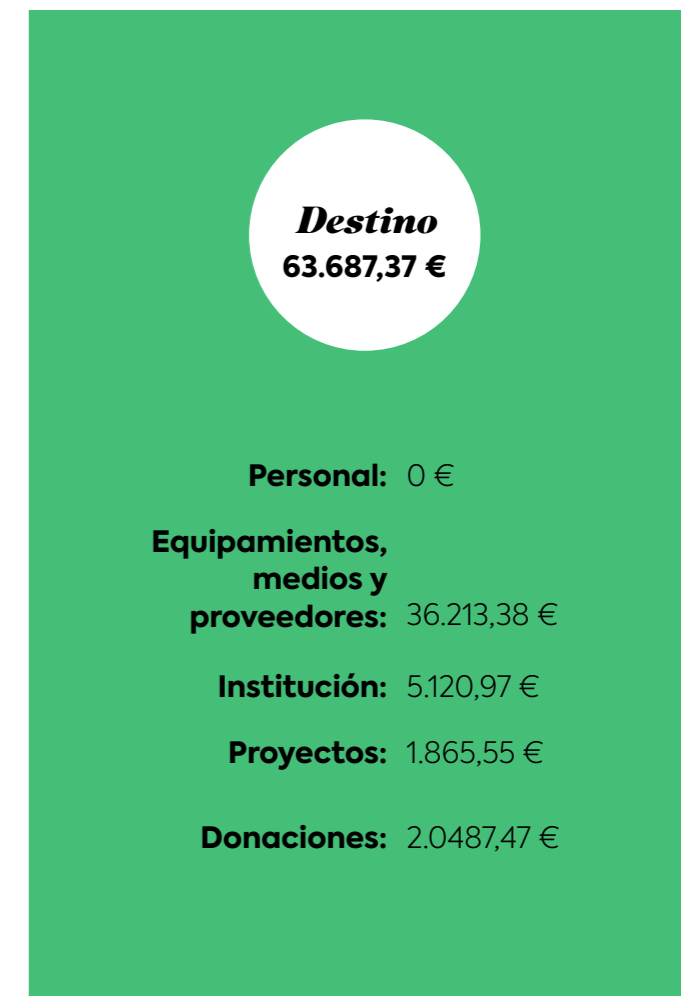 Destino
63.687,37 €
Personal: 0 €
Equipamientos,
medios y
proveedores: 36.213,38 €
Institución: 5.120,97 €
Proyectos: 1.865,55 €
Donaciones: 2.0487,47 €